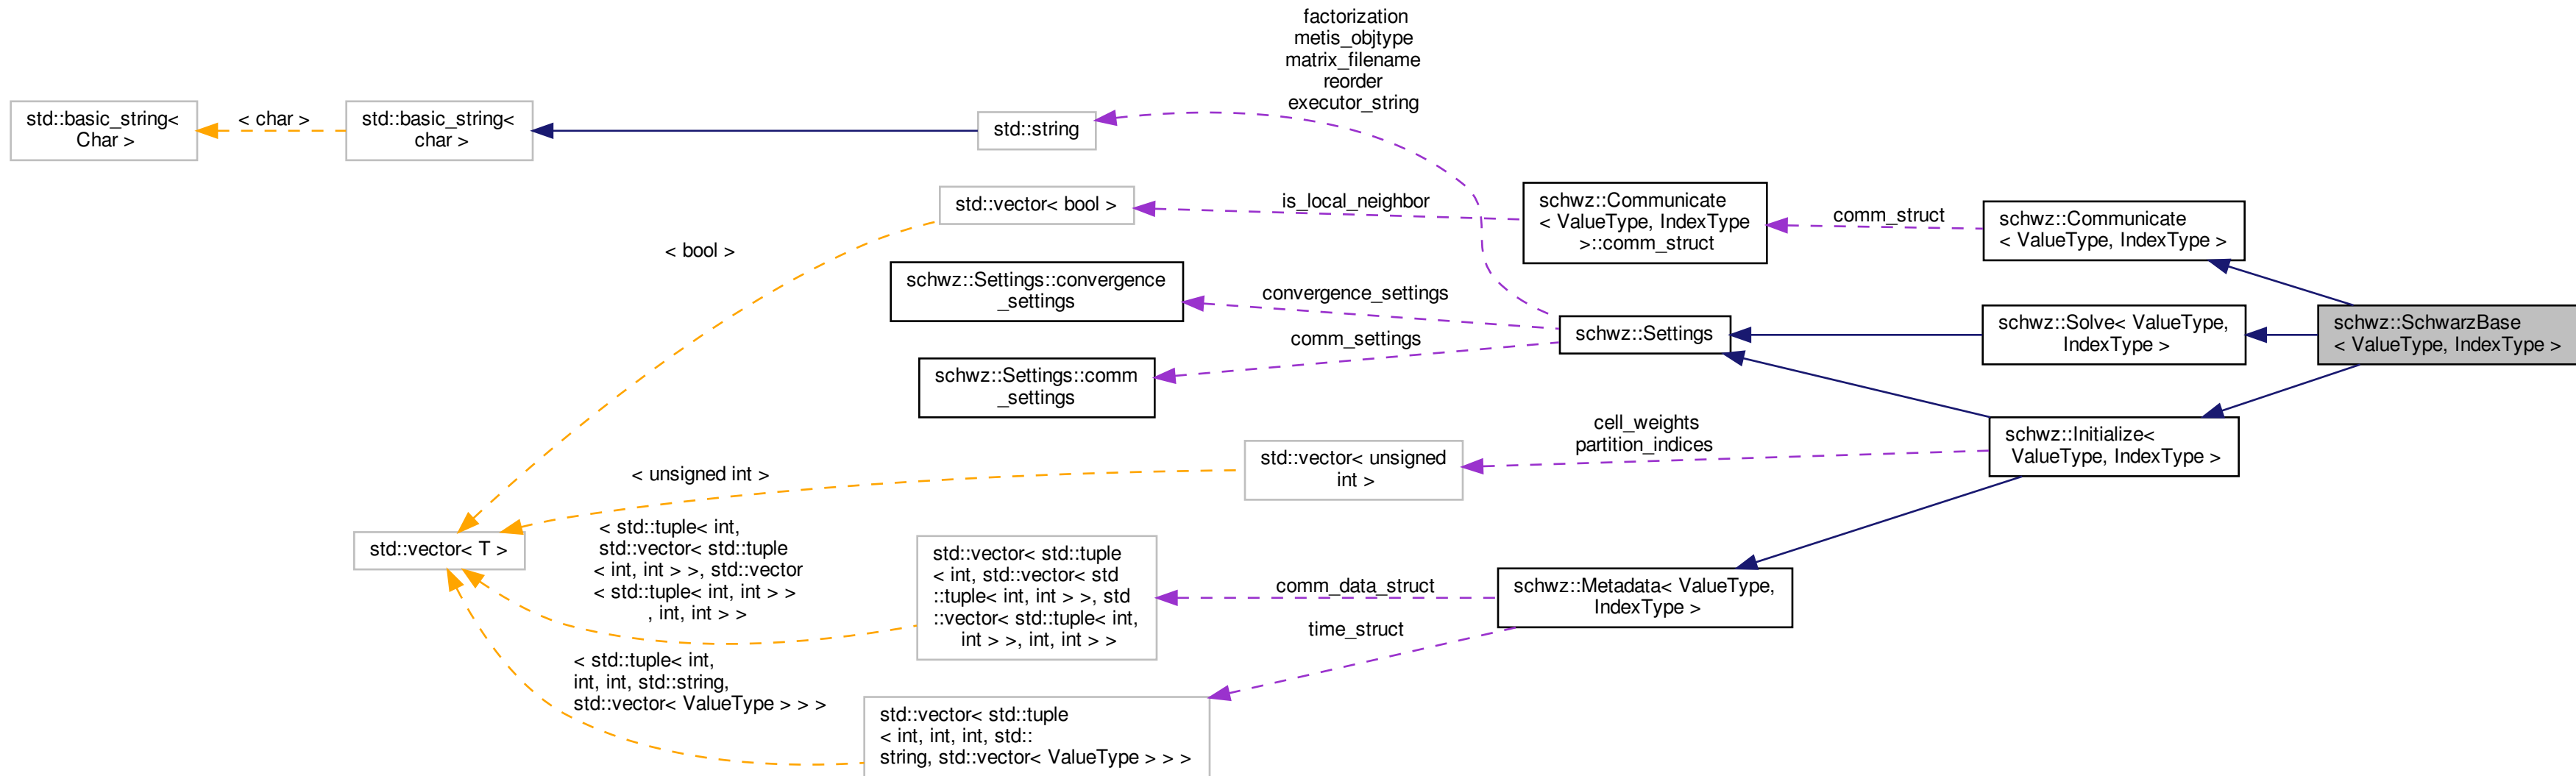 factorization
metis_objtype
matrix_filename
reorder
executor_string
std::basic_string<
Char >
< char >
std::basic_string<
char >
std::string
std::vector< bool >
is_local_neighbor
schwz::Communicate
< ValueType, IndexType
>::comm_struct
comm_struct
schwz::Communicate
< ValueType, IndexType >
< bool >
schwz::Settings::convergence
_settings
convergence_settings
comm_settings
schwz::Settings
schwz::Solve< ValueType,
IndexType >
schwz::SchwarzBase
< ValueType, IndexType >
schwz::Settings::comm
_settings
cell_weights
partition_indices
schwz::Initialize<
ValueType, IndexType >
< unsigned int >
std::vector< unsigned
int >
std::vector< T >
< std::tuple< int,
std::vector< std::tuple
< int, int > >, std::vector
< std::tuple< int, int > >
, int, int > >
std::vector< std::tuple
< int, std::vector< std
::tuple< int, int > >, std
::vector< std::tuple< int,
int > >, int, int > >
comm_data_struct
schwz::Metadata< ValueType,
IndexType >
time_struct
< std::tuple< int,
int, int, std::string,
std::vector< ValueType > > >
std::vector< std::tuple
< int, int, int, std::
string, std::vector< ValueType > > >